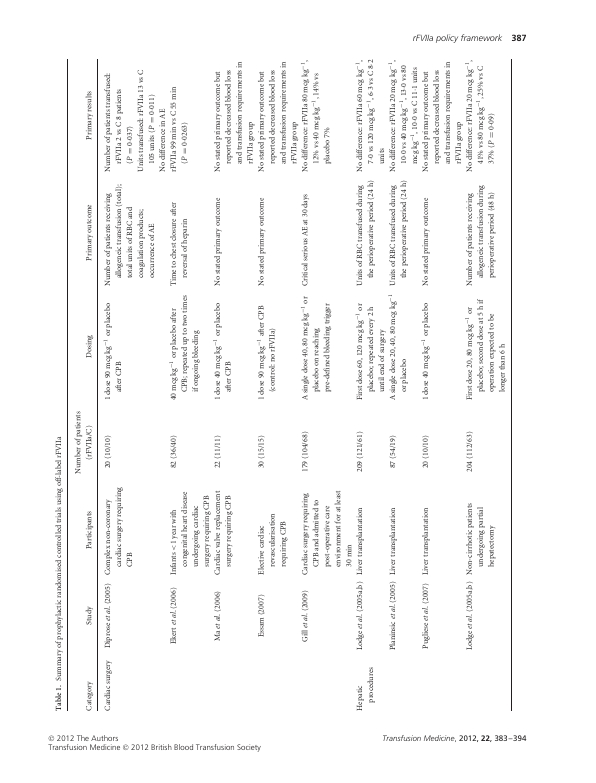 rFVIIa policy framework 387
Table 1. Summary of prophylactic randomised controlled trials using off-label rFVIIa
Number of patients
Category Study Participants (rFVIIa/C) Dosing Primary outcome Primary results
Cardiac surgery Diprose et al. (2005) Complex non-coronary 20 (10/10) 1 dose 90 mcg kg−1 or placebo Number of patients receiving Number of patients transfused:
cardiac surgery requiring after CPB allogeneic transfusion (total); rFVIIa 2 vs C 8 patients
CPB total units of RBC and (P = 0·037)
coagulation products; Units transfused: rFVIIa 13 vs C
occurrence of AE 105 units (P = 0·011)
No difference in AE
Ekert et al. (2006) Infants <1 year with 82 (36/40) 40 mcg kg−1 or placebo after Time to chest closure after rFVIIa 99 min vs C 55 min
congenital heart disease CPB; repeated up to two times reversal of heparin (P = 0·0263)
undergoing cardiac if ongoing bleeding
surgery requiring CPB
Ma et al. (2006) Cardiac valve replacement 22 (11/11) 1 dose 40 mcg kg−1 or placebo No stated primary outcome No stated primary outcome but
surgery requiring CPB after CPB reported decreased blood loss
and transfusion requirements in
rFVIIa group
Essam (2007) Elective cardiac 30 (15/15) 1 dose 90 mcg kg−1 after CPB No stated primary outcome No stated primary outcome but
revascularisation (control: no rFVIIa) reported decreased blood loss
requiring CPB and transfusion requirements in
rFVIIa group
Gill et al. (2009) Cardiac surgery requiring 179 (104/68) A single dose 40, 80 mcg kg−1 or Critical serious AE at 30 days No difference: rFVIIa 80 mcg kg−1,
CPB and admitted to placebo on reaching 12% vs 40 mcg kg−1, 14% vs
post-operative care pre-defined bleeding trigger placebo 7%
environment for at least
30 min
Hepatic Lodge et al. (2005a,b) Liver transplantation 209 (121/61) First dose 60, 120 mcg kg−1 or Units of RBC transfused during No difference: rFVIIa 60 mcg kg−1,
procedures placebo; repeated every 2 h the perioperative period (24 h) 7·0 vs 120 mcg kg−1, 6·3 vs C 8·2
until end of surgery units
Planinsic et al. (2005) Liver transplantation 87 (54/19) A single dose 20, 40, 80 mcg kg−1 Units of RBC transfused during No difference: rFVIIa 20 mcg kg−1,
or placebo the perioperative period (24 h) 10·0 vs 40 mcg kg−1, 13·0 vs 80
mcg kg−1, 10·0 vs C 11·1 units
Pugliese et al. (2007) Liver transplantation 20 (10/10) 1 dose 40 mcg kg−1 or placebo No stated primary outcome No stated primary outcome but
reported decreased blood loss
and transfusion requirements in
rFVIIa group
Lodge et al. (2005a,b) Non-cirrhotic patients 204 (112/63) First dose 20, 80 mcg kg−1 or Number of patients receiving No difference: rFVIIa 20 mcg kg−1,
undergoing partial placebo; second dose at 5 h if allogeneic transfusion during 41% vs 80 mcg kg−1, 25% vs C
hepatectomy operation expected to be perioperative period (48 h) 37% (P = 0·09)
longer than 6 h
© 2012 The Authors
Transfusion Medicine © 2012 British Blood Transfusion Society
Transfusion Medicine, 2012, 22, 383–394